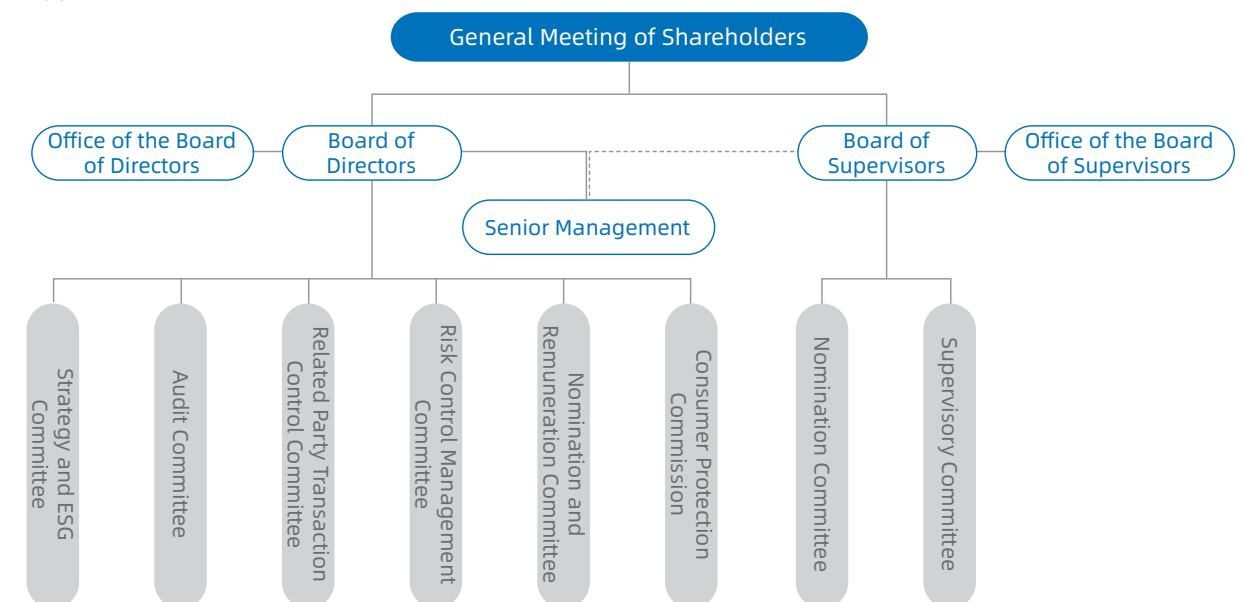 General Meeting of Shareholders
Office of the Board
of Directors
Board of
Directors
Board of
Supervisors
Office of the Board
of Supervisors
Senior Management
Strategy and ESG
Committee
Audit Committee
Related Party Transaction
Control Committee
Risk Control Management
Committee
Nomination and
Remuneration Committee
Consumer Protection
Commission
Nomination Committee
Supervisory Committee